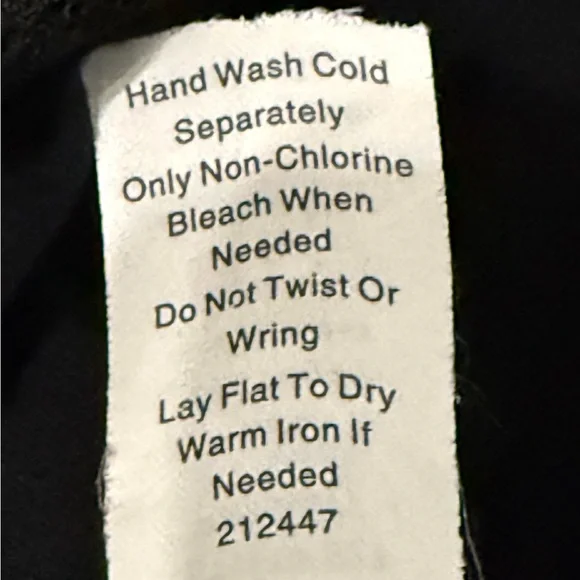 Hand Wash Cold
Separately
Only Non-Chlorine
Bleach When
Needed
Do Not Twist Or
Wring
Lay Flat To Dry
Warm Iron If
Needed
212447